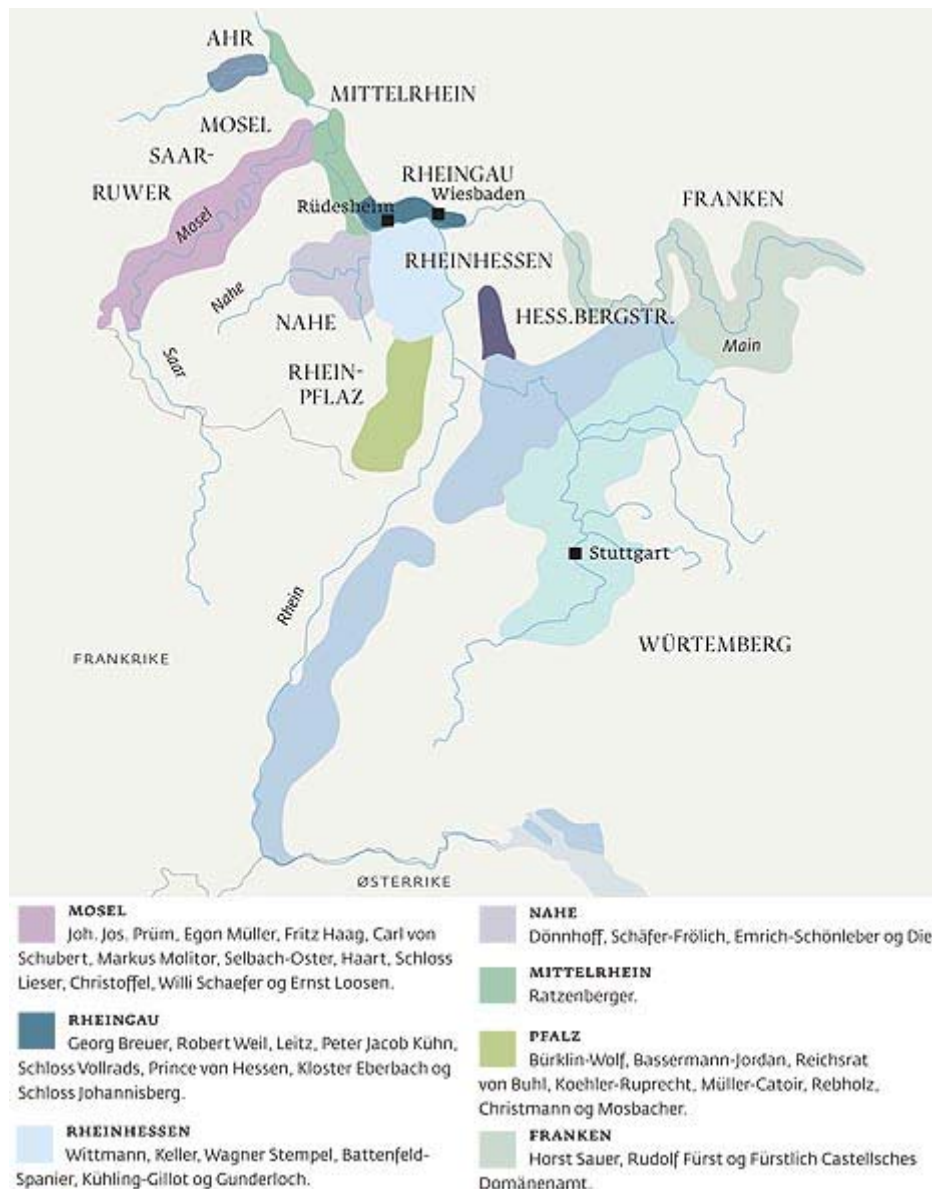 AHR
MITTELRHEIN
MOSEL
SAAR-
RUWER
RHEINGAU
Wiesbaden
Rüdesheim
FRANKEN
Mosel
RHEINHESSEN
Nahe
NAHE
HESS.BERGSTR.
Main
Saar
RHEIN-
PFLAZ
Stuttgart
Rhein
WÜRTEMBERG
FRANKRIKE
ØSTERRIKE
MOSEL
Joh. Jos. Prüm, Egon Müller, Fritz Haag, Carl von
Schubert, Markus Molitor, Selbach-Oster, Haart, Schloss
Lieser, Christoffel, Willi Schaefer og Ernst Loosen.
RHEINGAU
Georg Breuer, Robert Weil, Leitz, Peter Jacob Kühn,
Schloss Vollrads, Prince von Hessen, Kloster Eberbach og
Schloss Johannisberg.
RHEINHESSEN
Wittmann, Keller, Wagner Stempel, Battenfeld-
Spanier, Kühling-Gillot og Gunderloch.
NAHE
Dönnhoff, Schäfer-Frölich, Emrich-Schönleber og Die
MITTELRHEIN
Ratzenberger.
PFALZ
Bürklin-Wolf, Bassermann-Jordan, Reichsrat
von Buhl, Koehler-Ruprecht, Müller-Catoir, Rebholz,
Christmann og Mosbacher.
FRANKEN
Horst Sauer, Rudolf Fürst og Fürstlich Castellsches
Domänenamt.